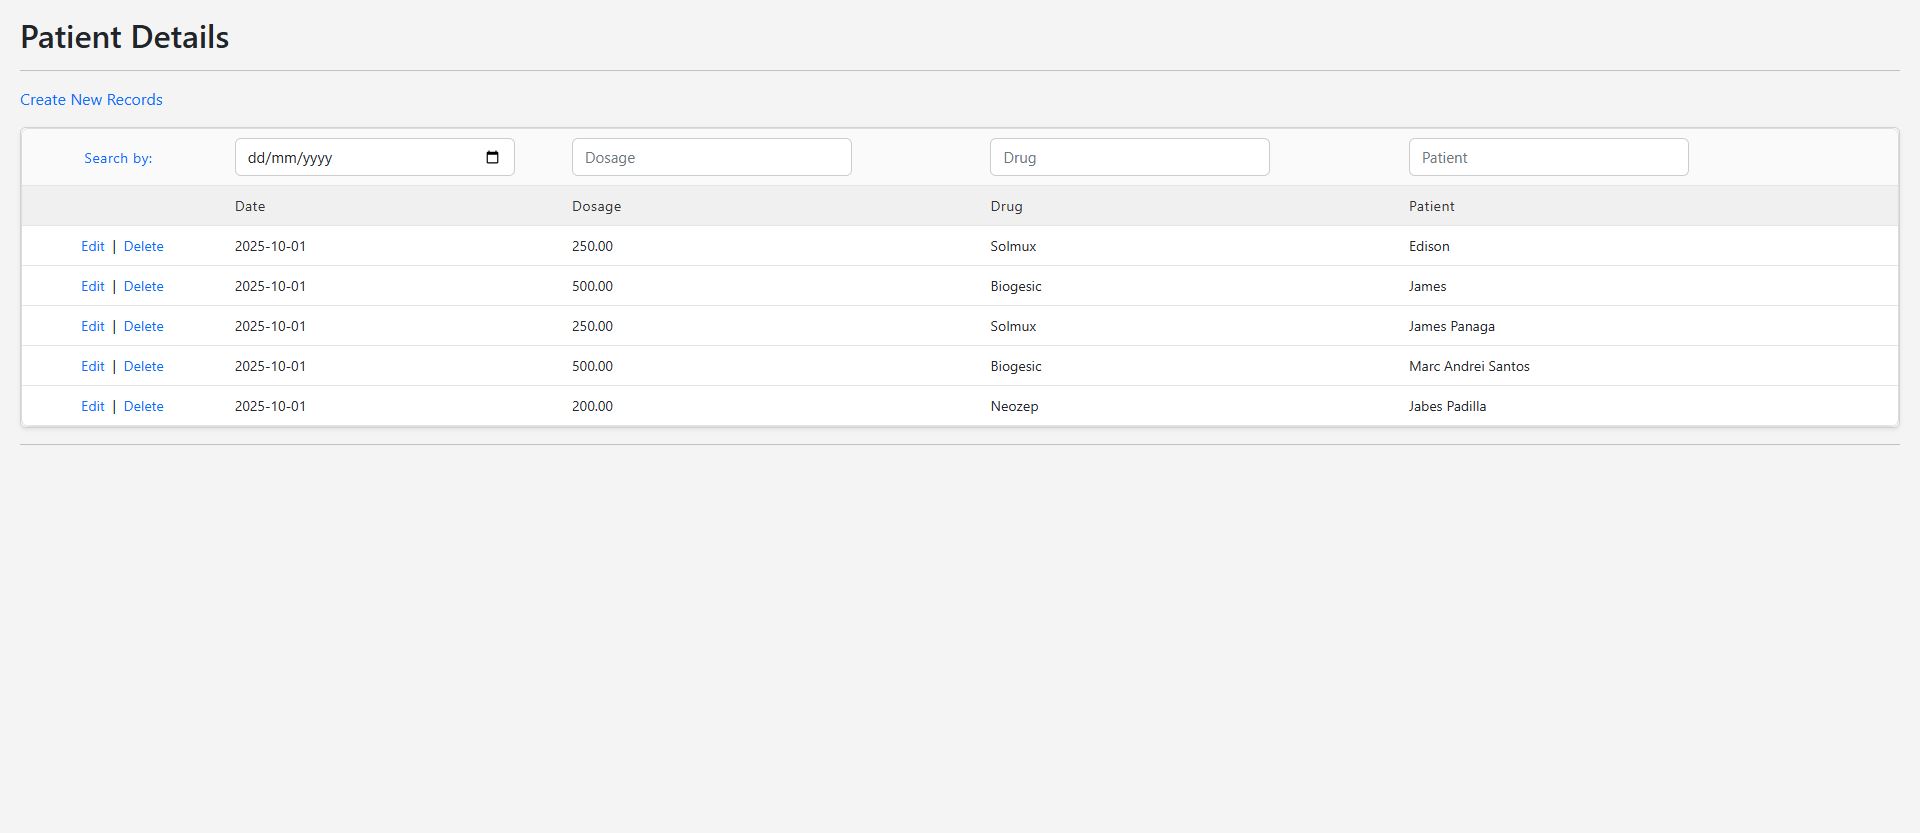 Patient Details
Create New Records
Search by: dd/mm/yyyy Dosage Drug Patient
Date Dosage Drug Patient
Edit | Delete 2025-10-01 250.00 Solmux Edison
Edit | Delete 2025-10-01 500.00 Biogesic James
Edit | Delete 2025-10-01 250.00 Solmux James Panaga
Edit | Delete 2025-10-01 500.00 Biogesic Marc Andrei Santos
Edit | Delete 2025-10-01 200.00 Neozep Jabes Padilla